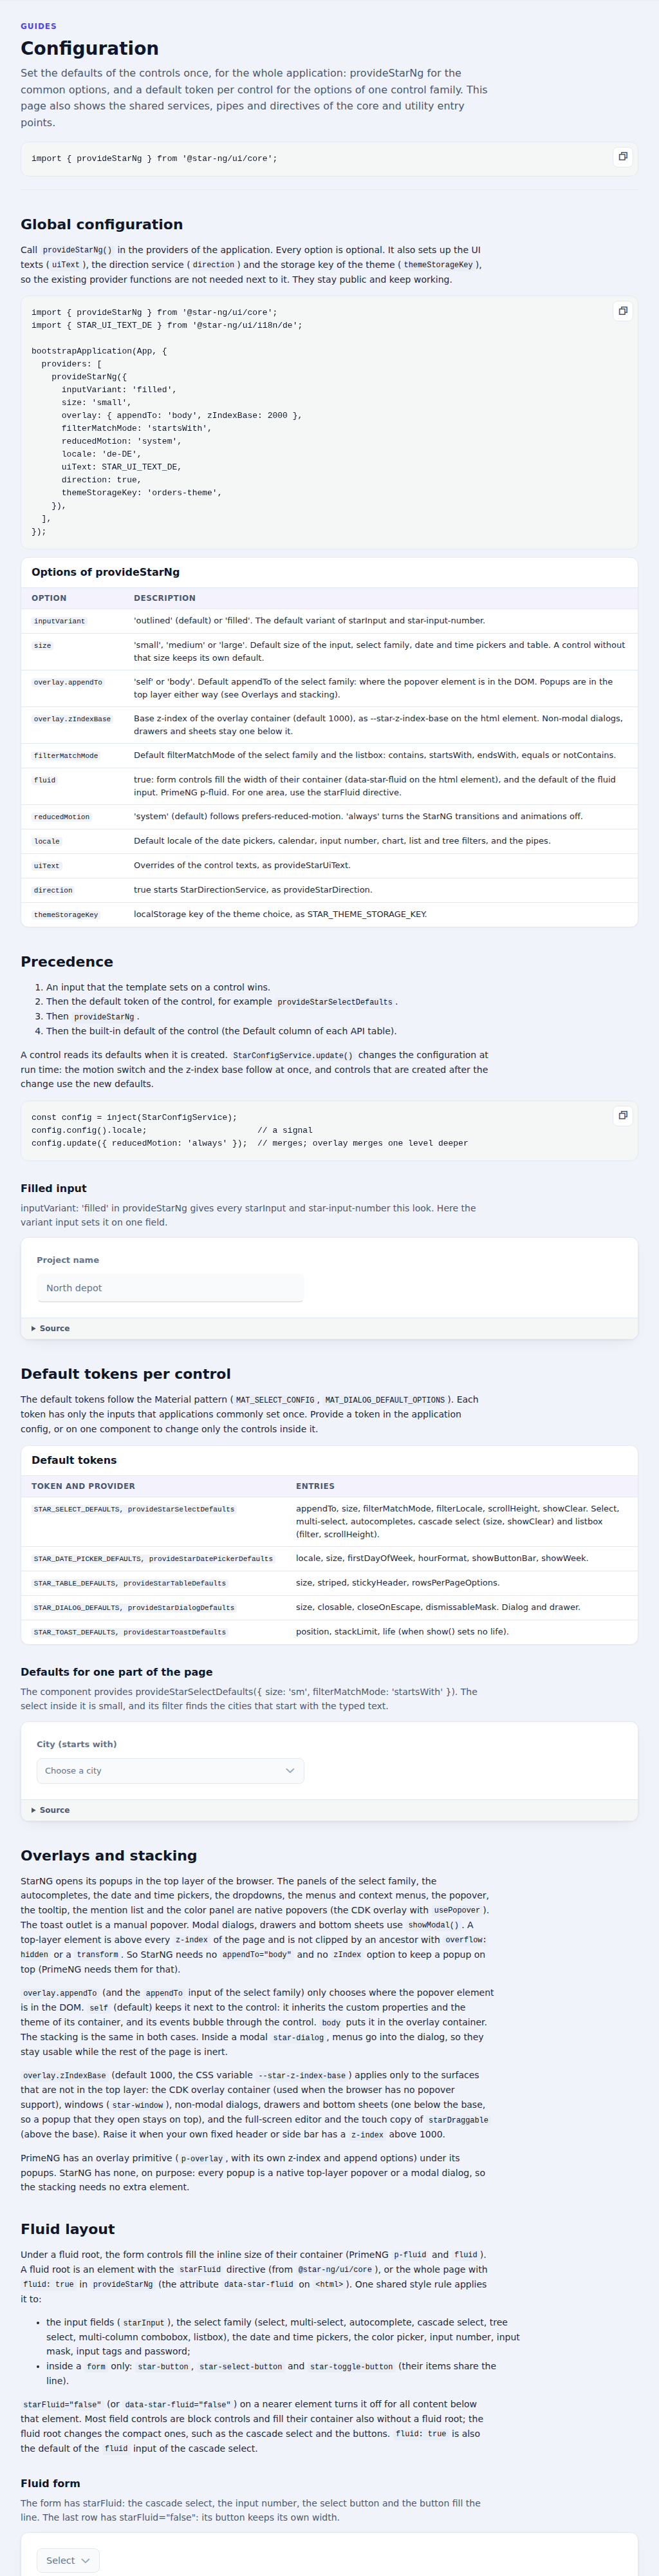 GUIDES
Configuration
Set the defaults of the controls once, for the whole application: provideStarNg for the
common options, and a default token per control for the options of one control family. This
page also shows the shared services, pipes and directives of the core and utility entry
points.
import { provideStarNg } from '@star-ng/ui/core';
Global configuration
Call provideStarNg() in the providers of the application. Every option is optional. It also sets up the UI
texts ( uiText ), the direction service ( direction ) and the storage key of the theme ( themeStorageKey ),
so the existing provider functions are not needed next to it. They stay public and keep working.
import { provideStarNg } from '@star-ng/ui/core';
import { STAR_UI_TEXT_DE } from '@star-ng/ui/i18n/de';
bootstrapApplication(App, {
  providers: [
    provideStarNg({
      inputVariant: 'filled',
      size: 'small',
      overlay: { appendTo: 'body', zIndexBase: 2000 },
      filterMatchMode: 'startsWith',
      reducedMotion: 'system',
      locale: 'de-DE',
      uiText: STAR_UI_TEXT_DE,
      direction: true,
      themeStorageKey: 'orders-theme',
    }),
  ],
});
Options of provideStarNg
OPTION DESCRIPTION
inputVariant 'outlined' (default) or 'filled'. The default variant of starInput and star-input-number.
size 'small', 'medium' or 'large'. Default size of the input, select family, date and time pickers and table. A control without
that size keeps its own default.
overlay.appendTo 'self' or 'body'. Default appendTo of the select family: where the popover element is in the DOM. Popups are in the
top layer either way (see Overlays and stacking).
overlay.zIndexBase Base z-index of the overlay container (default 1000), as --star-z-index-base on the html element. Non-modal dialogs,
drawers and sheets stay one below it.
filterMatchMode Default filterMatchMode of the select family and the listbox: contains, startsWith, endsWith, equals or notContains.
fluid true: form controls fill the width of their container (data-star-fluid on the html element), and the default of the fluid
input. PrimeNG p-fluid. For one area, use the starFluid directive.
reducedMotion 'system' (default) follows prefers-reduced-motion. 'always' turns the StarNG transitions and animations off.
locale Default locale of the date pickers, calendar, input number, chart, list and tree filters, and the pipes.
uiText Overrides of the control texts, as provideStarUiText.
direction true starts StarDirectionService, as provideStarDirection.
themeStorageKey localStorage key of the theme choice, as STAR_THEME_STORAGE_KEY.
Precedence
1. An input that the template sets on a control wins.
2. Then the default token of the control, for example provideStarSelectDefaults .
3. Then provideStarNg .
4. Then the built-in default of the control (the Default column of each API table).
A control reads its defaults when it is created. StarConfigService.update() changes the configuration at
run time: the motion switch and the z-index base follow at once, and controls that are created after the
change use the new defaults.
const config = inject(StarConfigService);
config.config().locale; // a signal
config.update({ reducedMotion: 'always' }); // merges; overlay merges one level deeper
Filled input
inputVariant: 'filled' in provideStarNg gives every starInput and star-input-number this look. Here the
variant input sets it on one field.
Project name
North depot
▶ Source
Default tokens per control
The default tokens follow the Material pattern ( MAT_SELECT_CONFIG , MAT_DIALOG_DEFAULT_OPTIONS ). Each
token has only the inputs that applications commonly set once. Provide a token in the application
config, or on one component to change only the controls inside it.
Default tokens
TOKEN AND PROVIDER ENTRIES
STAR_SELECT_DEFAULTS, provideStarSelectDefaults appendTo, size, filterMatchMode, filterLocale, scrollHeight, showClear. Select,
multi-select, autocompletes, cascade select (size, showClear) and listbox
(filter, scrollHeight).
STAR_DATE_PICKER_DEFAULTS, provideStarDatePickerDefaults locale, size, firstDayOfWeek, hourFormat, showButtonBar, showWeek.
STAR_TABLE_DEFAULTS, provideStarTableDefaults size, striped, stickyHeader, rowsPerPageOptions.
STAR_DIALOG_DEFAULTS, provideStarDialogDefaults size, closable, closeOnEscape, dismissableMask. Dialog and drawer.
STAR_TOAST_DEFAULTS, provideStarToastDefaults position, stackLimit, life (when show() sets no life).
Defaults for one part of the page
The component provides provideStarSelectDefaults({ size: 'sm', filterMatchMode: 'startsWith' }). The
select inside it is small, and its filter finds the cities that start with the typed text.
City (starts with)
Choose a city
▶ Source
Overlays and stacking
StarNG opens its popups in the top layer of the browser. The panels of the select family, the
autocompletes, the date and time pickers, the dropdowns, the menus and context menus, the popover,
the tooltip, the mention list and the color panel are native popovers (the CDK overlay with usePopover ).
The toast outlet is a manual popover. Modal dialogs, drawers and bottom sheets use showModal() . A
top-layer element is above every z-index of the page and is not clipped by an ancestor with overflow:
hidden or a transform . So StarNG needs no appendTo="body" and no zIndex option to keep a popup on
top (PrimeNG needs them for that).
overlay.appendTo (and the appendTo input of the select family) only chooses where the popover element
is in the DOM. self (default) keeps it next to the control: it inherits the custom properties and the
theme of its container, and its events bubble through the control. body puts it in the overlay container.
The stacking is the same in both cases. Inside a modal star-dialog , menus go into the dialog, so they
stay usable while the rest of the page is inert.
overlay.zIndexBase (default 1000, the CSS variable --star-z-index-base ) applies only to the surfaces
that are not in the top layer: the CDK overlay container (used when the browser has no popover
support), windows ( star-window ), non-modal dialogs, drawers and bottom sheets (one below the base,
so a popup that they open stays on top), and the full-screen editor and the touch copy of starDraggable
(above the base). Raise it when your own fixed header or side bar has a z-index above 1000.
PrimeNG has an overlay primitive ( p-overlay , with its own z-index and append options) under its
popups. StarNG has none, on purpose: every popup is a native top-layer popover or a modal dialog, so
the stacking needs no extra element.
Fluid layout
Under a fluid root, the form controls fill the inline size of their container (PrimeNG p-fluid and fluid ).
A fluid root is an element with the starFluid directive (from @star-ng/ui/core ), or the whole page with
fluid: true in provideStarNg (the attribute data-star-fluid on <html> ). One shared style rule applies
it to:
• the input fields ( starInput ), the select family (select, multi-select, autocomplete, cascade select, tree
select, multi-column combobox, listbox), the date and time pickers, the color picker, input number, input
mask, input tags and password;
• inside a form only: star-button , star-select-button and star-toggle-button (their items share the
line).
starFluid="false" (or data-star-fluid="false" ) on a nearer element turns it off for all content below
that element. Most field controls are block controls and fill their container also without a fluid root; the
fluid root changes the compact ones, such as the cascade select and the buttons. fluid: true is also
the default of the fluid input of the cascade select.
Fluid form
The form has starFluid: the cascade select, the input number, the select button and the button fill the
line. The last row has starFluid="false": its button keeps its own width.
Select